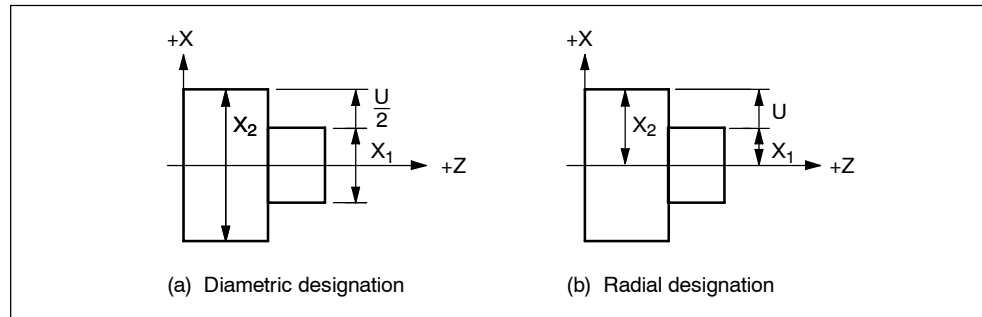 +X
U
2
X2
X1
+Z
(a) Diametric designation
+X
U
X2
X1
+Z
(b) Radial designation